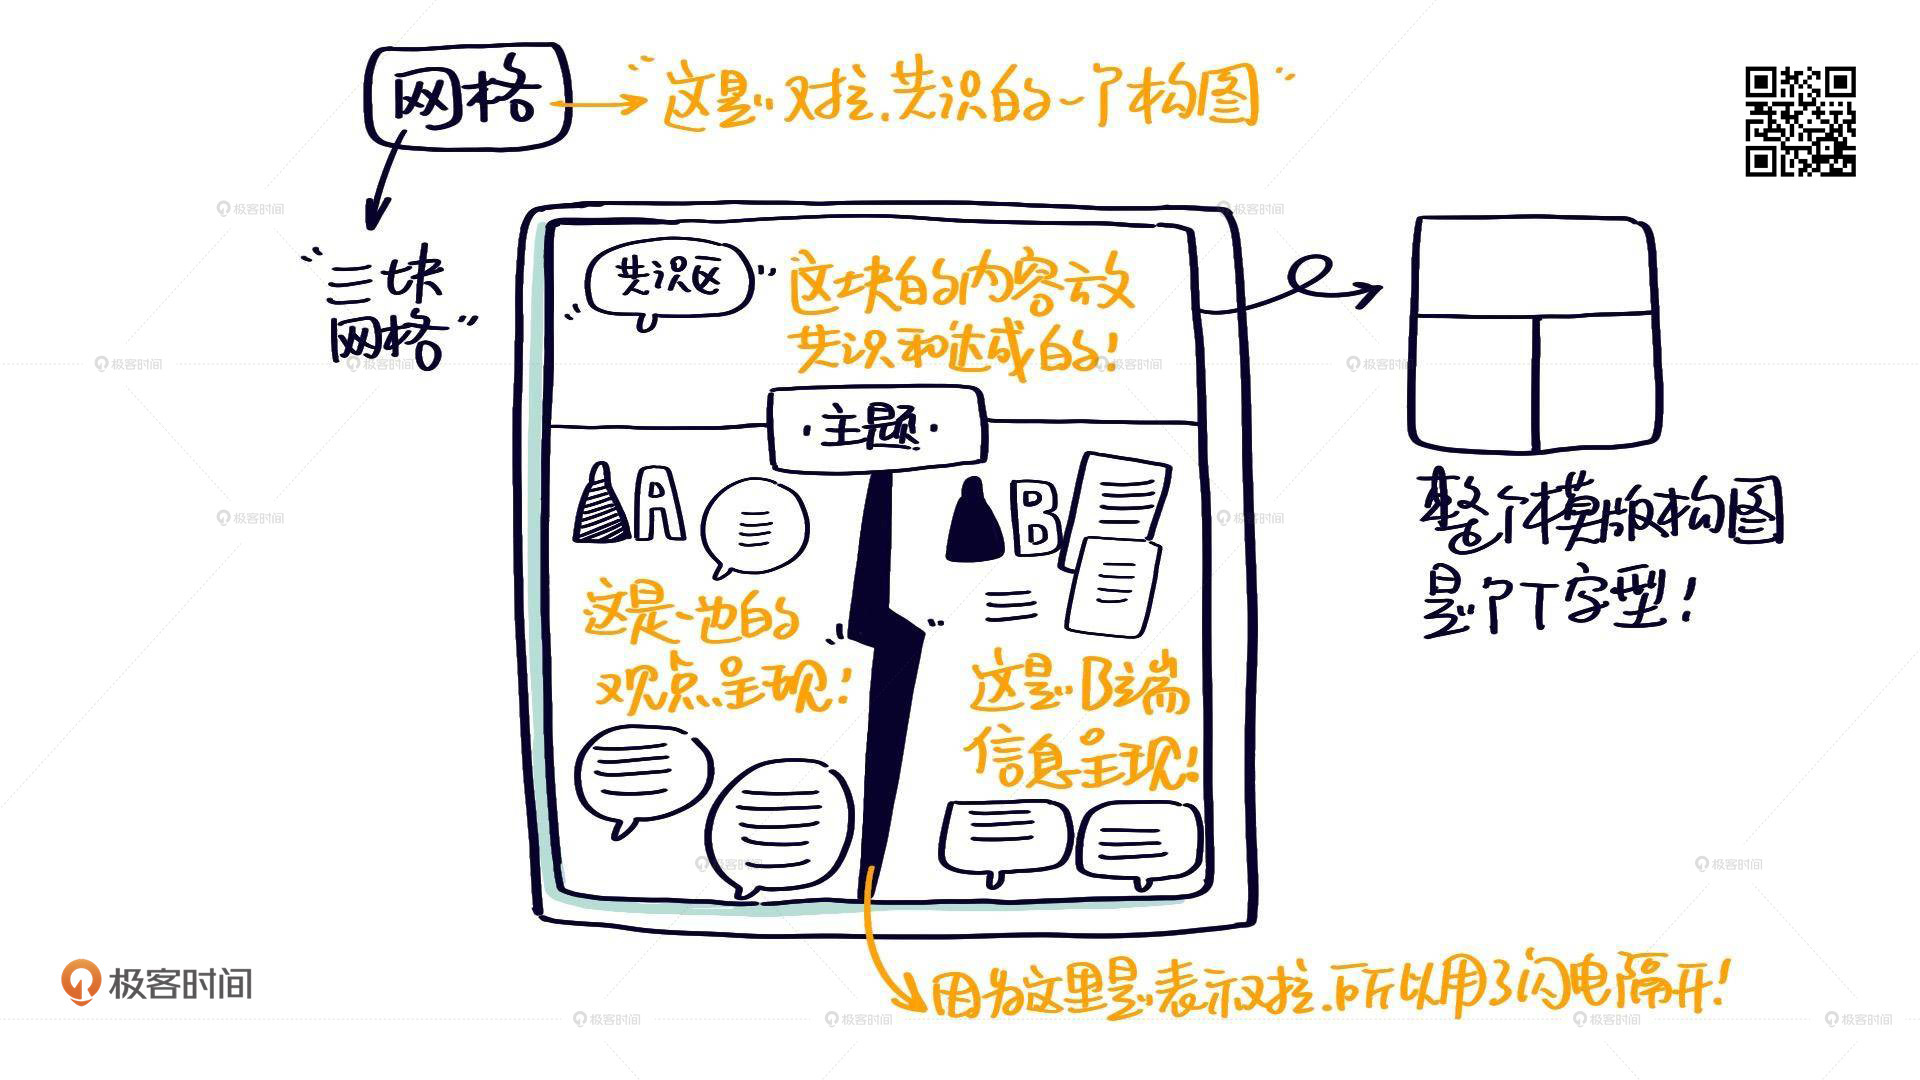 网格
"这是对拉.共识的一个构图"
"三块
网格"
共识区
这块的内容放
共识和达成的!
·主题·
A
B
这是一边的
观点呈现!
这是B端
信息呈现!
整个模版构图
是个T字型!
因为这里是表示对拉.所以用了闪电隔开!
极客时间